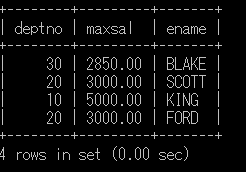 +--------+---------+-------+
| deptno | maxsal  | ename |
+--------+---------+-------+
|     30 | 2850.00 | BLAKE |
|     20 | 3000.00 | SCOTT |
|     10 | 5000.00 | KING  |
|     20 | 3000.00 | FORD  |
+--------+---------+-------+
4 rows in set (0.00 sec)